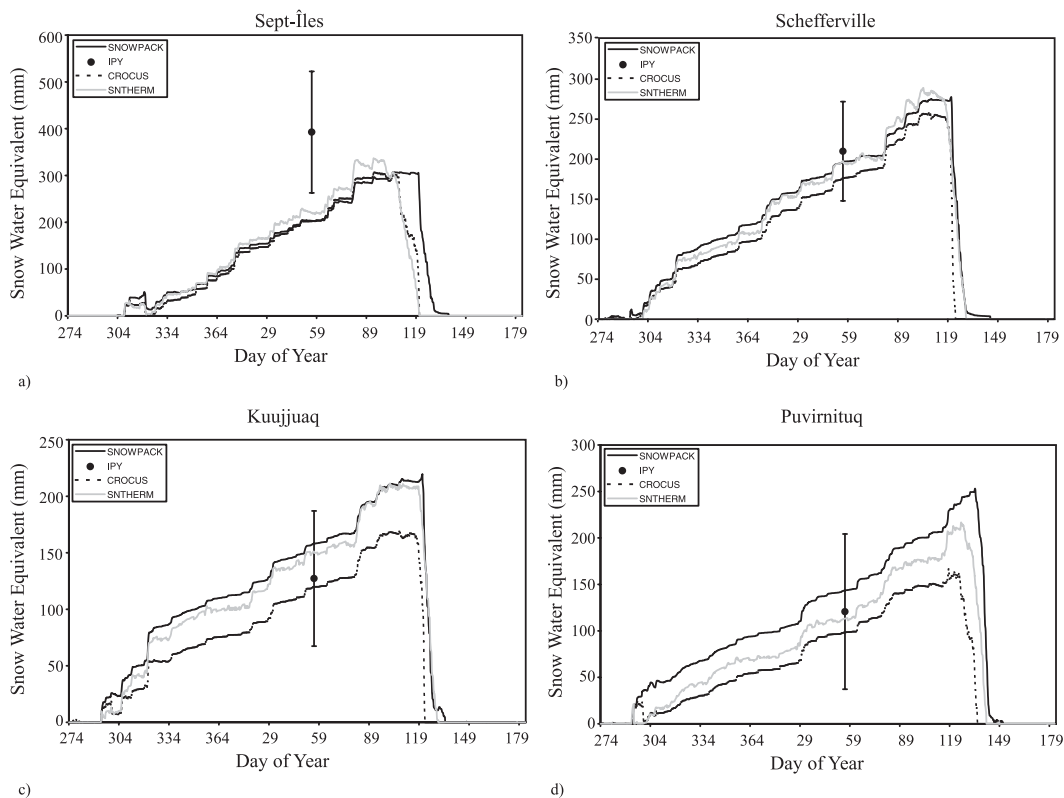 Sept-Îles
Snow Water Equivalent (mm)
600
500
400
300
200
100
0
SNOWPACK
IPY
CROCUS
SNTHERM
274 304 334 364 29 59 89 119 149 179
Day of Year
a)
Schefferville
Snow Water Equivalent (mm)
350
300
250
200
150
100
50
0
SNOWPACK
IPY
CROCUS
SNTHERM
274 304 334 364 29 59 89 119 149 179
Day of Year
b)
Kuujjuaq
Snow Water Equivalent (mm)
250
200
150
100
50
0
SNOWPACK
IPY
CROCUS
SNTHERM
274 304 334 364 29 59 89 119 149 179
Day of Year
c)
Puvirnituq
Snow Water Equivalent (mm)
300
250
200
150
100
50
0
SNOWPACK
IPY
CROCUS
SNTHERM
274 304 334 364 29 59 89 119 149 179
Day of Year
d)